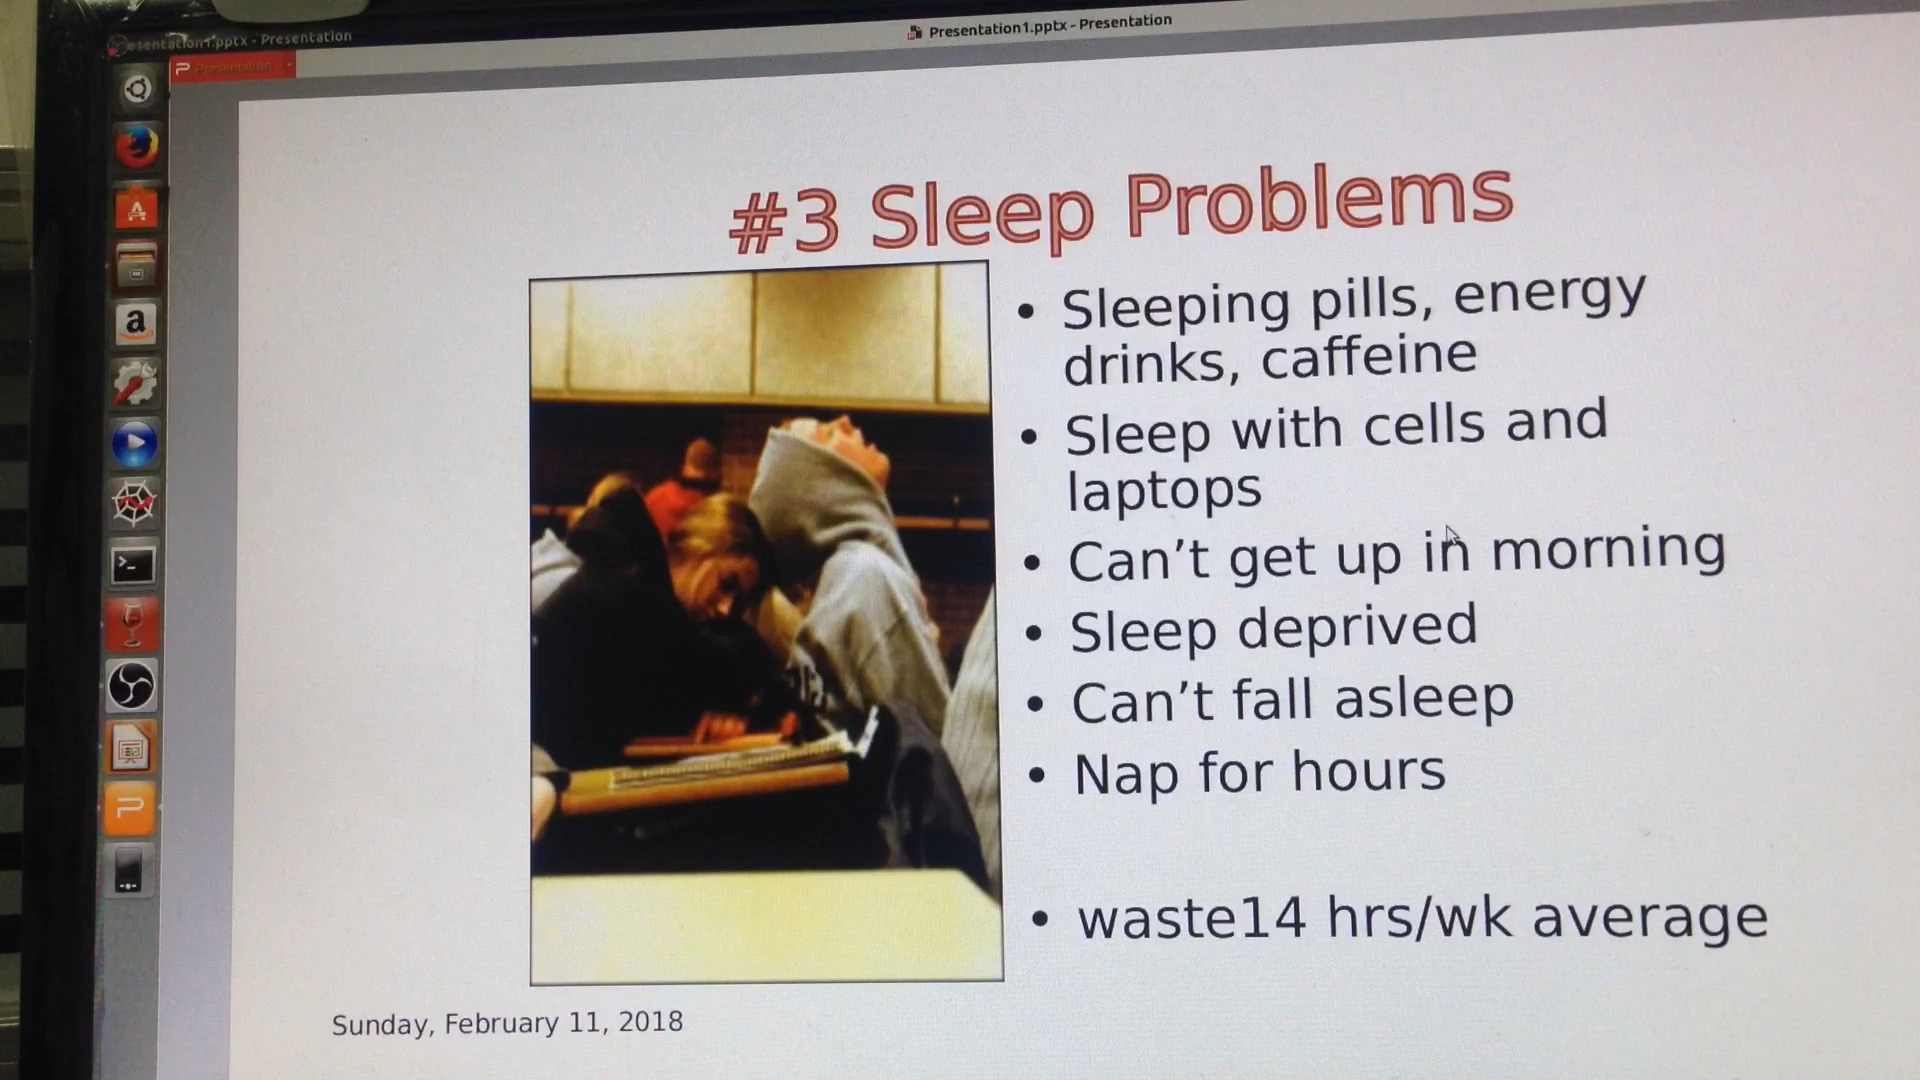 Presentation1.pptx - Presentation
Presentation
#3 Sleep Problems
• Sleeping pills, energy
drinks, caffeine
• Sleep with cells and
laptops
• Can’t get up in morning
• Sleep deprived
• Can’t fall asleep
• Nap for hours
• waste14 hrs/wk average
Sunday, February 11, 2018